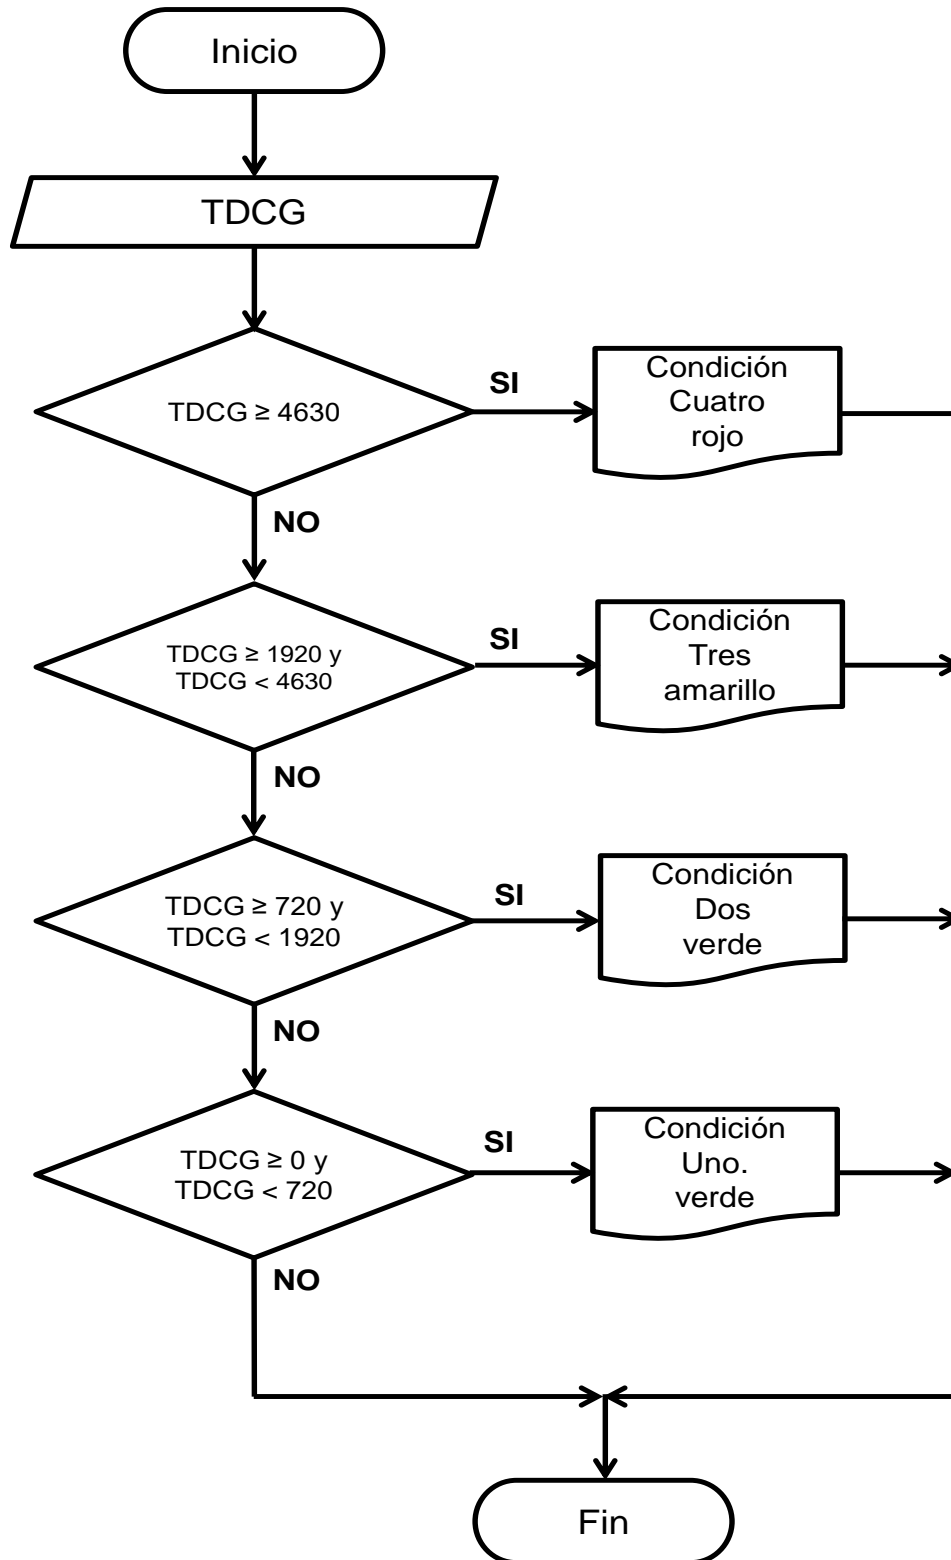 Inicio
TDCG
TDCG ≥ 4630
SI
Condición
Cuatro
rojo
NO
TDCG ≥ 1920 y
TDCG < 4630
SI
Condición
Tres
amarillo
NO
TDCG ≥ 720 y
TDCG < 1920
SI
Condición
Dos
verde
NO
TDCG ≥ 0 y
TDCG < 720
SI
Condición
Uno.
verde
NO
Fin